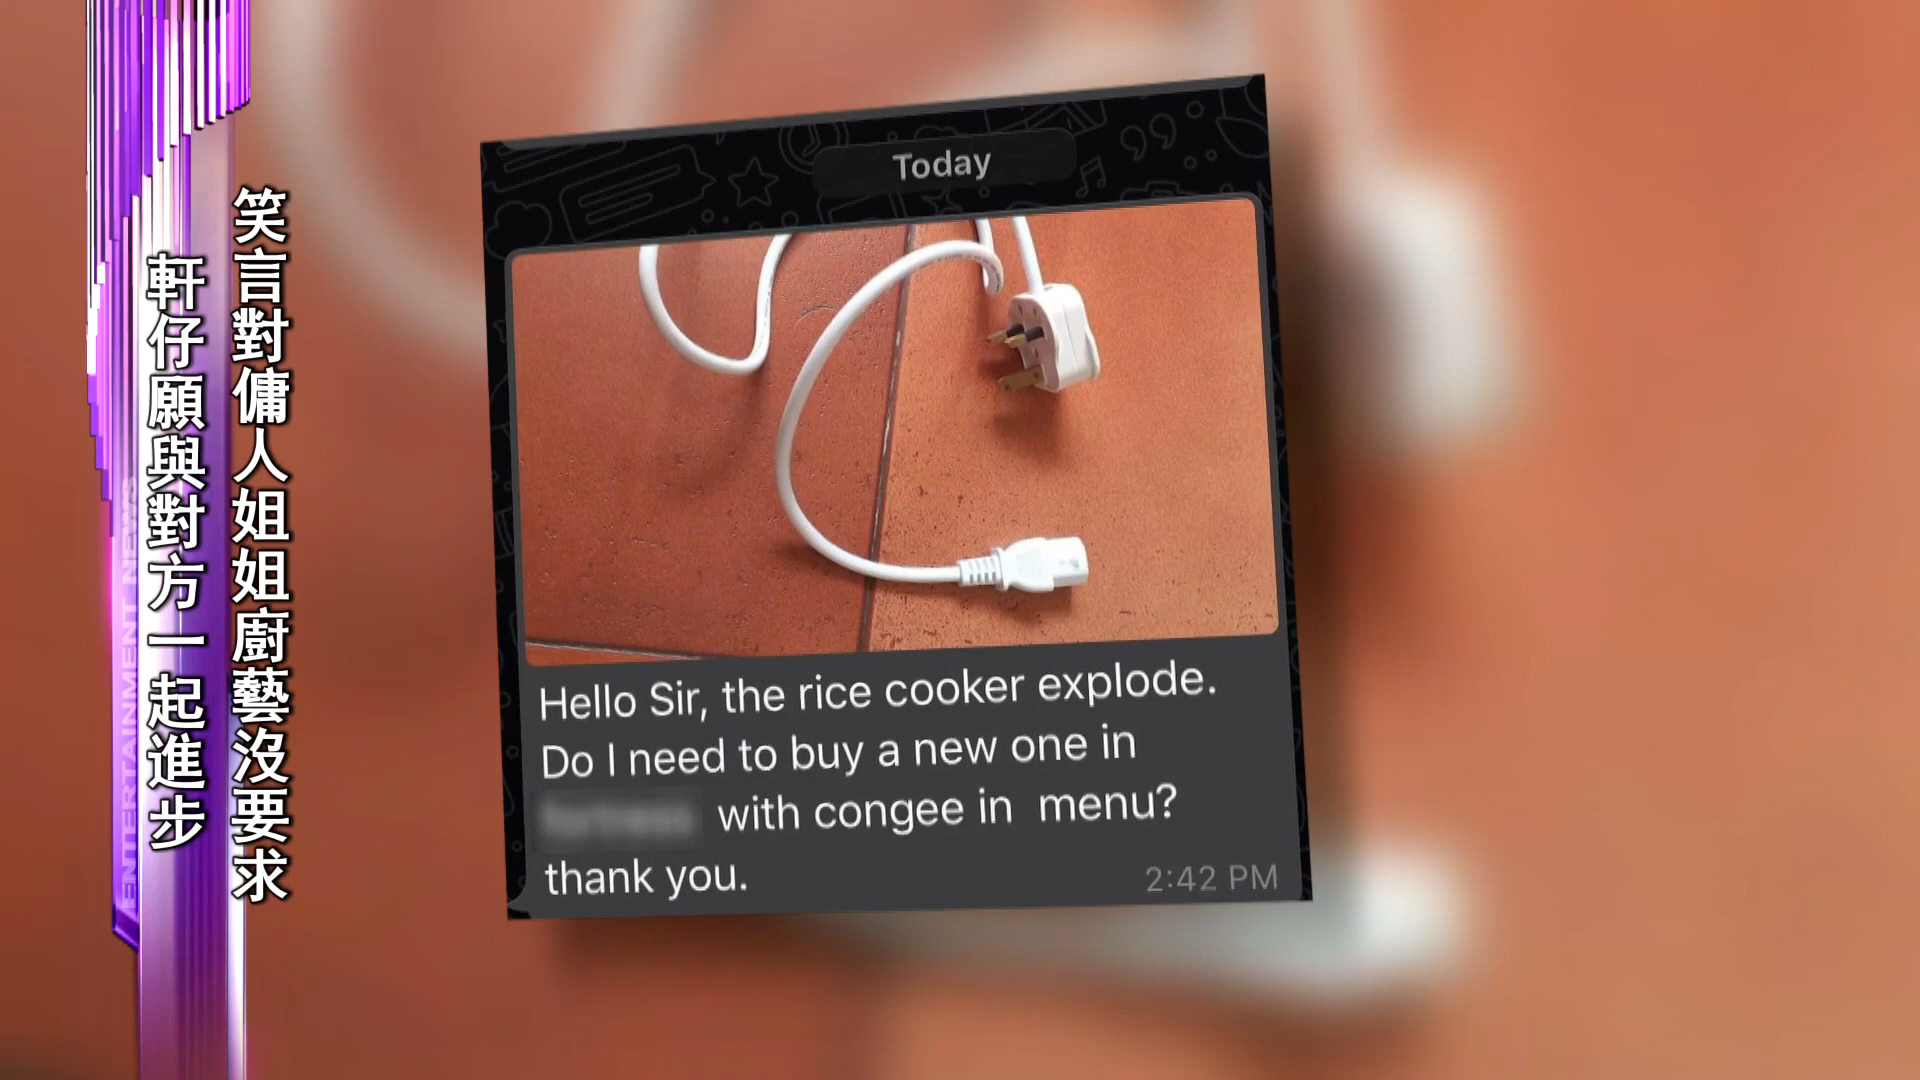 笑言對傭人姐姐廚藝沒要求
軒仔願與對方一起進步
ENTERTAINMENT NEWS
Today
Hello Sir, the rice cooker explode.
Do I need to buy a new one in
with congee in menu?
thank you.
2:42 PM